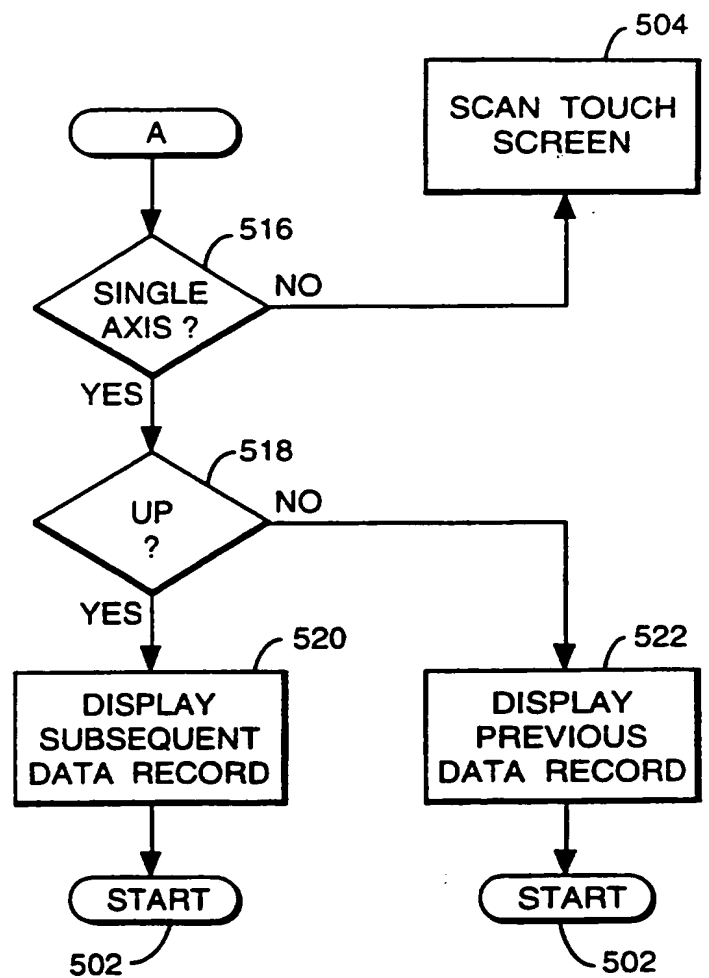 504
SCAN TOUCH
SCREEN
A
516
SINGLE
AXIS ?
NO
YES
518
UP
?
NO
YES
520
DISPLAY
SUBSEQUENT
DATA RECORD
522
DISPLAY
PREVIOUS
DATA RECORD
START
502
START
502